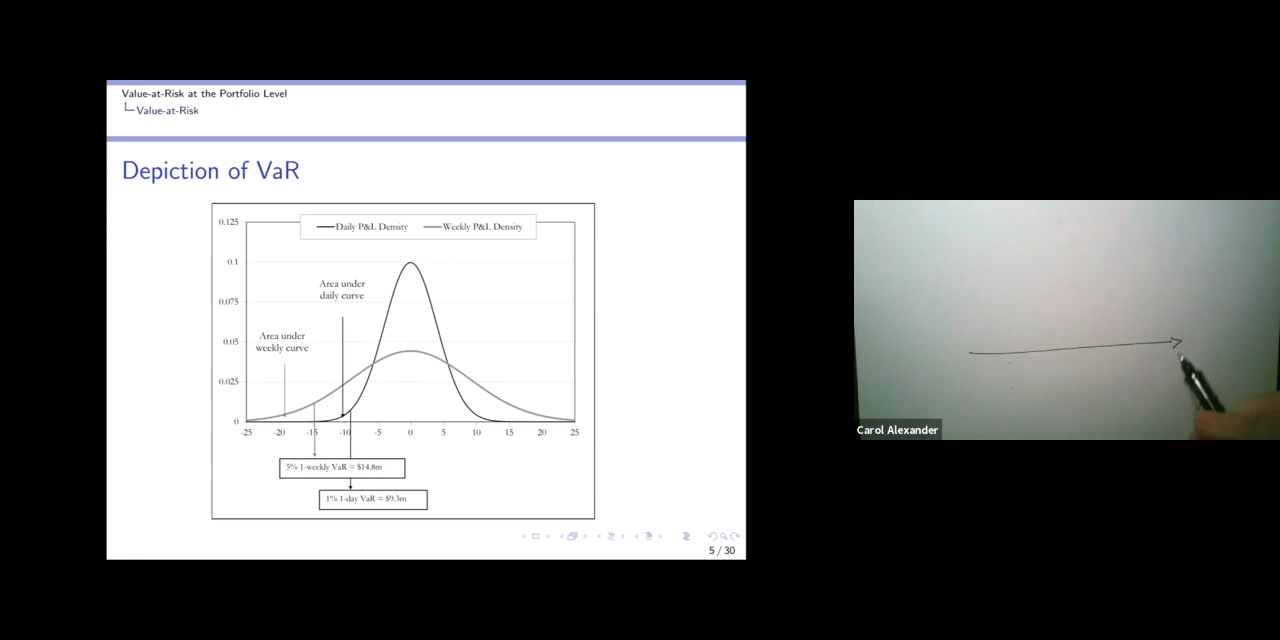 Value-at-Risk at the Portfolio Level
Value-at-Risk
Depiction of VaR
0.125
0.1
0.075
0.05
0.025
0
Daily P&L Density
Weekly P&L Density
Area under
daily curve
Area under
weekly curve
-25 -20 -15 -10 -5 0 5 10 15 20 25
5% 1-weekly VaR = $14.8m
1% 1-day VaR = $9.3m
5 / 30
Carol Alexander